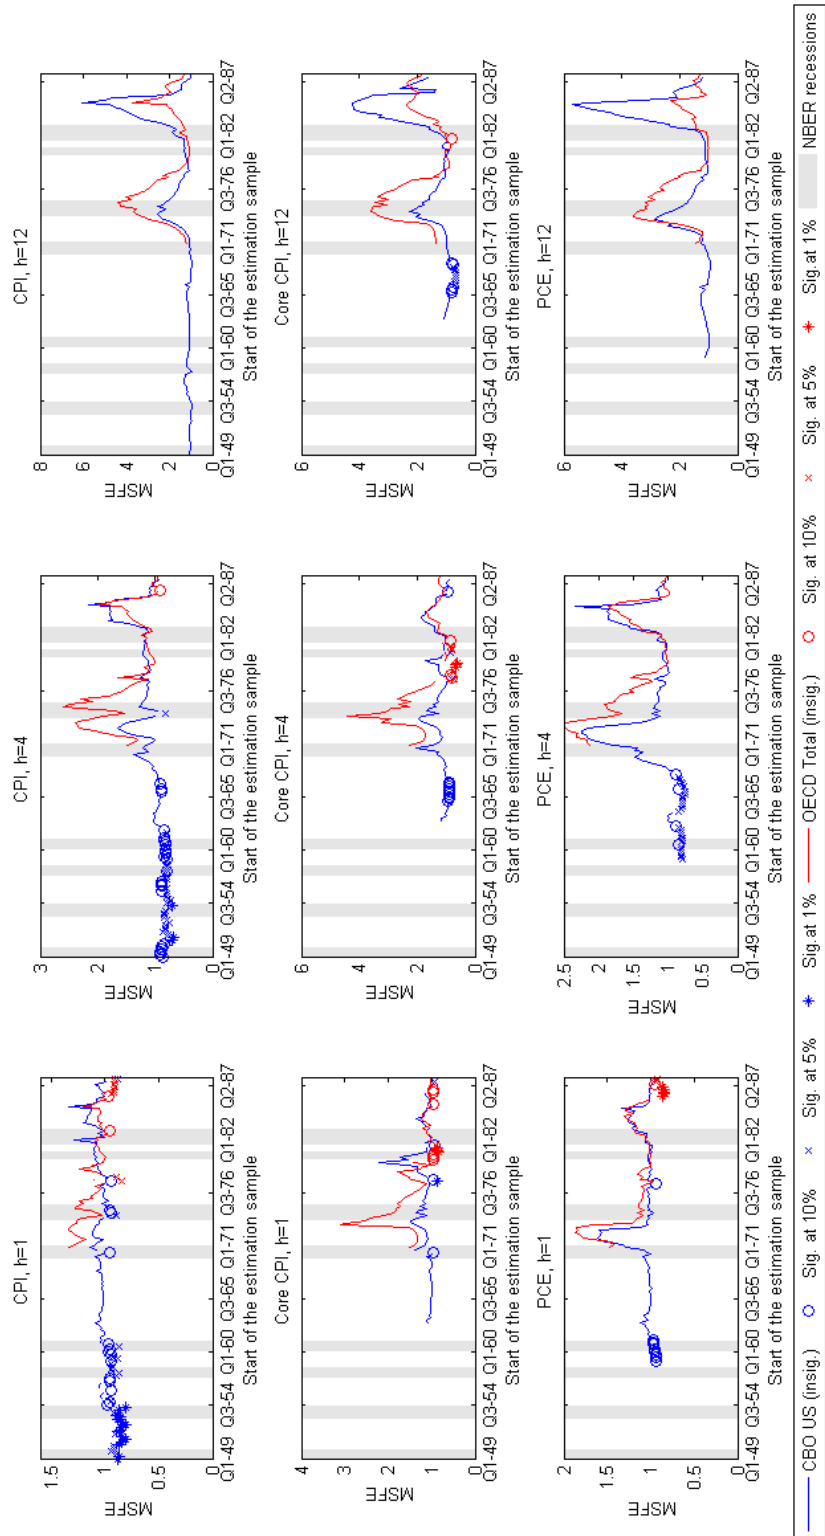 CPI, h=1
MSFE
1.5
1
0.5
0
Q1-49 Q3-54 Q1-60 Q3-65 Q1-71 Q3-76 Q1-82 Q2-87
Start of the estimation sample
CPI, h=4
MSFE
3
2
1
0
Q1-49 Q3-54 Q1-60 Q3-65 Q1-71 Q3-76 Q1-82 Q2-87
Start of the estimation sample
CPI, h=12
MSFE
8
6
4
2
0
Q1-49 Q3-54 Q1-60 Q3-65 Q1-71 Q3-76 Q1-82 Q2-87
Start of the estimation sample
Core CPI, h=1
MSFE
4
3
2
1
0
Q1-49 Q3-54 Q1-60 Q3-65 Q1-71 Q3-76 Q1-82 Q2-87
Start of the estimation sample
Core CPI, h=4
MSFE
6
4
2
0
Q1-49 Q3-54 Q1-60 Q3-65 Q1-71 Q3-76 Q1-82 Q2-87
Start of the estimation sample
Core CPI, h=12
MSFE
6
4
2
0
Q1-49 Q3-54 Q1-60 Q3-65 Q1-71 Q3-76 Q1-82 Q2-87
Start of the estimation sample
PCE, h=1
MSFE
2
1.5
1
0.5
0
Q1-49 Q3-54 Q1-60 Q3-65 Q1-71 Q3-76 Q1-82 Q2-87
Start of the estimation sample
PCE, h=4
MSFE
2.5
2
1.5
1
0.5
0
Q1-49 Q3-54 Q1-60 Q3-65 Q1-71 Q3-76 Q1-82 Q2-87
Start of the estimation sample
PCE, h=12
MSFE
6
4
2
0
Q1-49 Q3-54 Q1-60 Q3-65 Q1-71 Q3-76 Q1-82 Q2-87
Start of the estimation sample
CBO US (insig.) Sig. at 10% Sig. at 5% Sig.at 1% OECD Total (insig.) Sig. at 10% Sig. at 5% Sig.at 1% NBER recessions